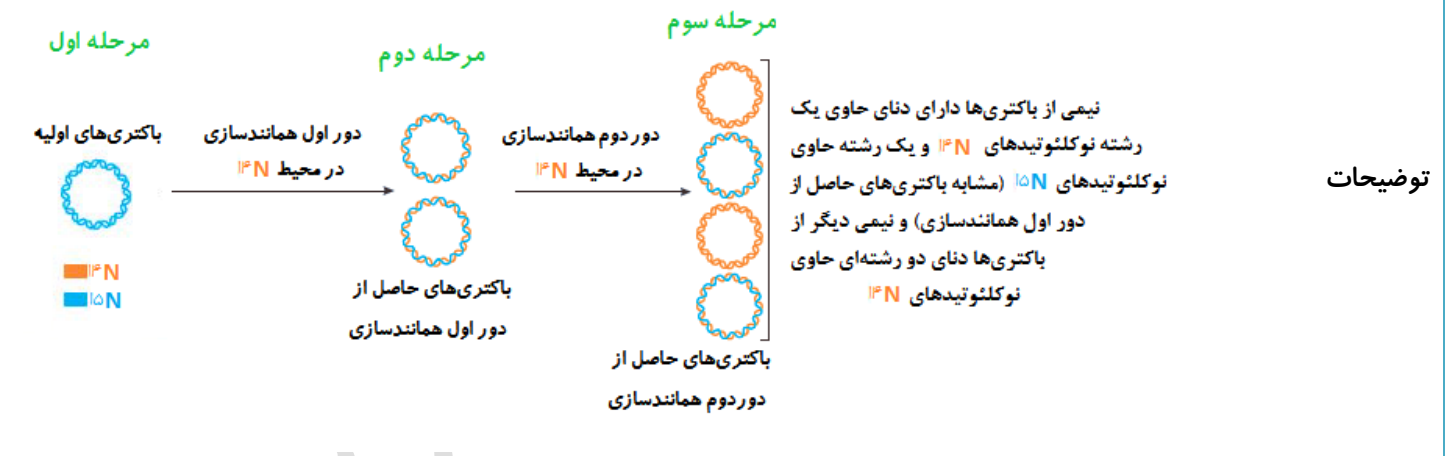 مرحله اول
باکتری‌های اولیه
۱۴N
۱۵N
دور اول همانندسازی
در محیط ۱۴N
مرحله دوم
باکتری‌های حاصل از
دور اول همانندسازی
دور دوم همانندسازی
در محیط ۱۴N
مرحله سوم
باکتری‌های حاصل از
دوردوم همانندسازی
نیمی از باکتری‌ها دارای دنای حاوی یک
رشته نوکلئوتیدهای ۱۴N و یک رشته حاوی
نوکلئوتیدهای ۱۵N (مشابه باکتری‌های حاصل از
دور اول همانندسازی) و نیمی دیگر از
باکتری‌ها دنای دو رشته‌ای حاوی
نوکلئوتیدهای ۱۴N
توضیحات